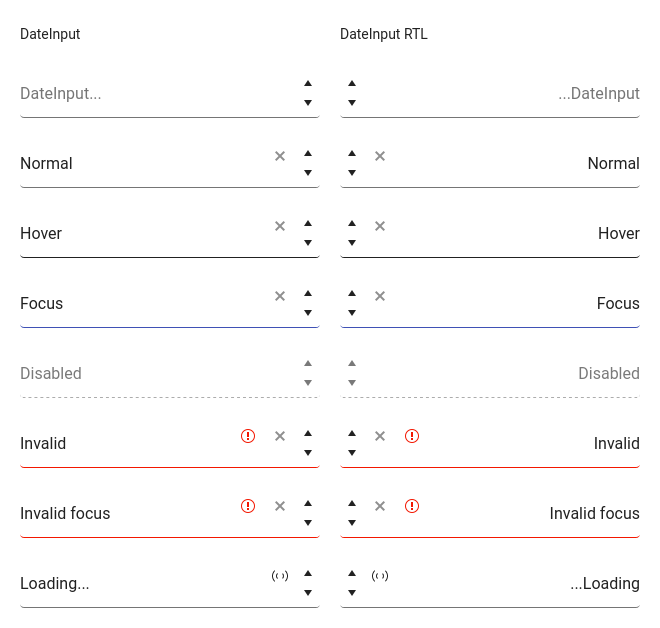 DateInput DateInput RTL
DateInput... ...DateInput
Normal Normal
Hover Hover
Focus Focus
Disabled Disabled
Invalid Invalid
Invalid focus Invalid focus
Loading... ...Loading